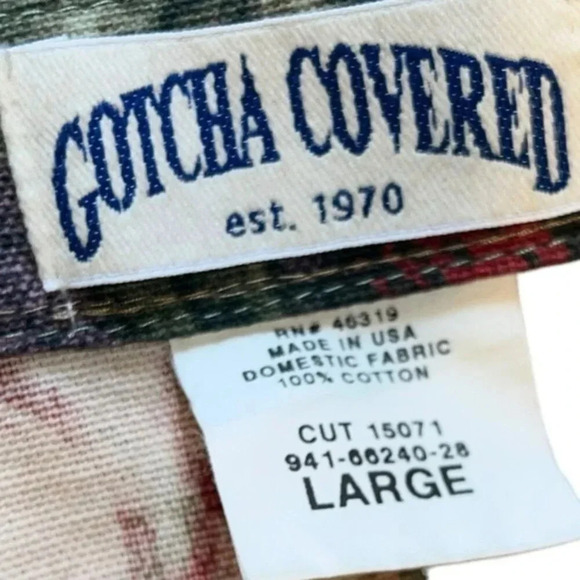 GOTCHA COVERED
est. 1970
RN# 46319
MADE IN USA
DOMESTIC FABRIC
100% COTTON
CUT 15071
941-66240-28
LARGE